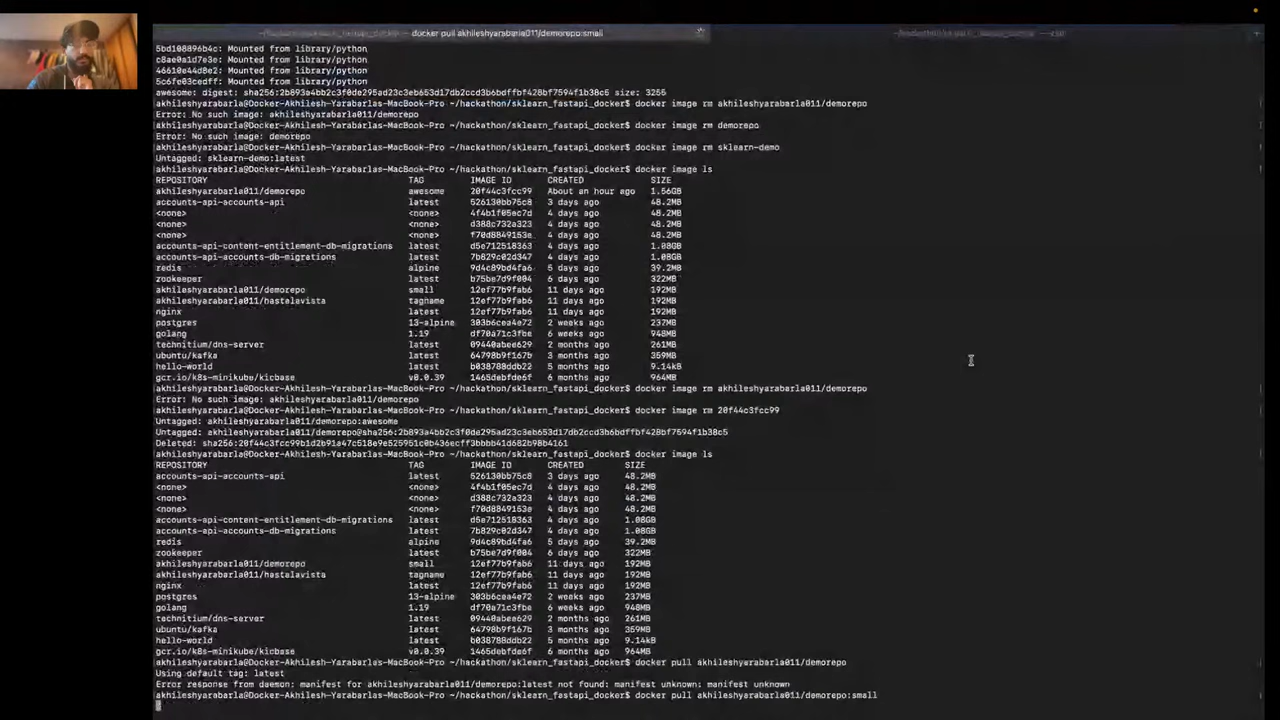 docker pull akhileshyarabarla011/demorepo:small
5bd108896b4c: Mounted from library/python
c8ae0a1d7e3e: Mounted from library/python
46610e44d8e2: Mounted from library/python
5c6fe03cedff: Mounted from library/python
awesome: digest: sha256:2b893a4bb2c3f0de295ad23c3eb653d17db2ccd3b6bdffbf428bf7594f1b38c5 size: 3255
akhileshyarabarla@Docker-Akhilesh-Yarabarlas-MacBook-Pro ~/hackathon/sklearn_fastapi_docker$ docker image rm akhileshyarabarla011/demorepo
Error: No such image: akhileshyarabarla011/demorepo
akhileshyarabarla@Docker-Akhilesh-Yarabarlas-MacBook-Pro ~/hackathon/sklearn_fastapi_docker$ docker image rm demorepo
Error: No such image: demorepo
akhileshyarabarla@Docker-Akhilesh-Yarabarlas-MacBook-Pro ~/hackathon/sklearn_fastapi_docker$ docker image rm sklearn-demo
Untagged: sklearn-demo:latest
akhileshyarabarla@Docker-Akhilesh-Yarabarlas-MacBook-Pro ~/hackathon/sklearn_fastapi_docker$ docker image ls
REPOSITORY TAG IMAGE ID CREATED SIZE
akhileshyarabarla011/demorepo awesome 20f44c3fcc99 About an hour ago 1.56GB
accounts-api-accounts-api latest 526130bb75c8 3 days ago 48.2MB
<none> <none> 4f4b1f05ec7d 4 days ago 48.2MB
<none> <none> d388c732a323 4 days ago 48.2MB
<none> <none> f70d8849153e 4 days ago 48.2MB
accounts-api-content-entitlement-db-migrations latest d5e712518363 4 days ago 1.08GB
accounts-api-accounts-db-migrations latest 7b829c02d347 4 days ago 1.08GB
redis alpine 9d4c89bd4fa6 5 days ago 39.2MB
zookeeper latest b75be7d9f004 6 days ago 322MB
akhileshyarabarla011/demorepo small 12ef77b9fab6 11 days ago 192MB
akhileshyarabarla011/hastalavista tagname 12ef77b9fab6 11 days ago 192MB
nginx latest 12ef77b9fab6 11 days ago 192MB
postgres 13-alpine 303b6cea4e72 2 weeks ago 237MB
golang 1.19 df70a71c3fbe 6 weeks ago 948MB
technitium/dns-server latest 09440abee629 2 months ago 261MB
ubuntu/kafka latest 64798b9f167b 3 months ago 359MB
hello-world latest b038788ddb22 5 months ago 9.14kB
gcr.io/k8s-minikube/kicbase v0.0.39 1465debfde6f 6 months ago 964MB
akhileshyarabarla@Docker-Akhilesh-Yarabarlas-MacBook-Pro ~/hackathon/sklearn_fastapi_docker$ docker image rm akhileshyarabarla011/demorepo
Error: No such image: akhileshyarabarla011/demorepo
akhileshyarabarla@Docker-Akhilesh-Yarabarlas-MacBook-Pro ~/hackathon/sklearn_fastapi_docker$ docker image rm 20f44c3fcc99
Untagged: akhileshyarabarla011/demorepo:awesome
Untagged: akhileshyarabarla011/demorepo@sha256:2b893a4bb2c3f0de295ad23c3eb653d17db2ccd3b6bdffbf428bf7594f1b38c5
Deleted: sha256:20f44c3fcc99b1d2b91a47c518e9e525951c0b436ecff3bbbb41d682b98b4161
akhileshyarabarla@Docker-Akhilesh-Yarabarlas-MacBook-Pro ~/hackathon/sklearn_fastapi_docker$ docker image ls
REPOSITORY TAG IMAGE ID CREATED SIZE
accounts-api-accounts-api latest 526130bb75c8 3 days ago 48.2MB
<none> <none> 4f4b1f05ec7d 4 days ago 48.2MB
<none> <none> d388c732a323 4 days ago 48.2MB
<none> <none> f70d8849153e 4 days ago 48.2MB
accounts-api-content-entitlement-db-migrations latest d5e712518363 4 days ago 1.08GB
accounts-api-accounts-db-migrations latest 7b829c02d347 4 days ago 1.08GB
redis alpine 9d4c89bd4fa6 5 days ago 39.2MB
zookeeper latest b75be7d9f004 6 days ago 322MB
akhileshyarabarla011/demorepo small 12ef77b9fab6 11 days ago 192MB
akhileshyarabarla011/hastalavista tagname 12ef77b9fab6 11 days ago 192MB
nginx latest 12ef77b9fab6 11 days ago 192MB
postgres 13-alpine 303b6cea4e72 2 weeks ago 237MB
golang 1.19 df70a71c3fbe 6 weeks ago 948MB
technitium/dns-server latest 09440abee629 2 months ago 261MB
ubuntu/kafka latest 64798b9f167b 3 months ago 359MB
hello-world latest b038788ddb22 5 months ago 9.14kB
gcr.io/k8s-minikube/kicbase v0.0.39 1465debfde6f 6 months ago 964MB
akhileshyarabarla@Docker-Akhilesh-Yarabarlas-MacBook-Pro ~/hackathon/sklearn_fastapi_docker$ docker pull akhileshyarabarla011/demorepo
Using default tag: latest
Error response from daemon: manifest for akhileshyarabarla011/demorepo:latest not found: manifest unknown: manifest unknown
akhileshyarabarla@Docker-Akhilesh-Yarabarlas-MacBook-Pro ~/hackathon/sklearn_fastapi_docker$ docker pull akhileshyarabarla011/demorepo:small